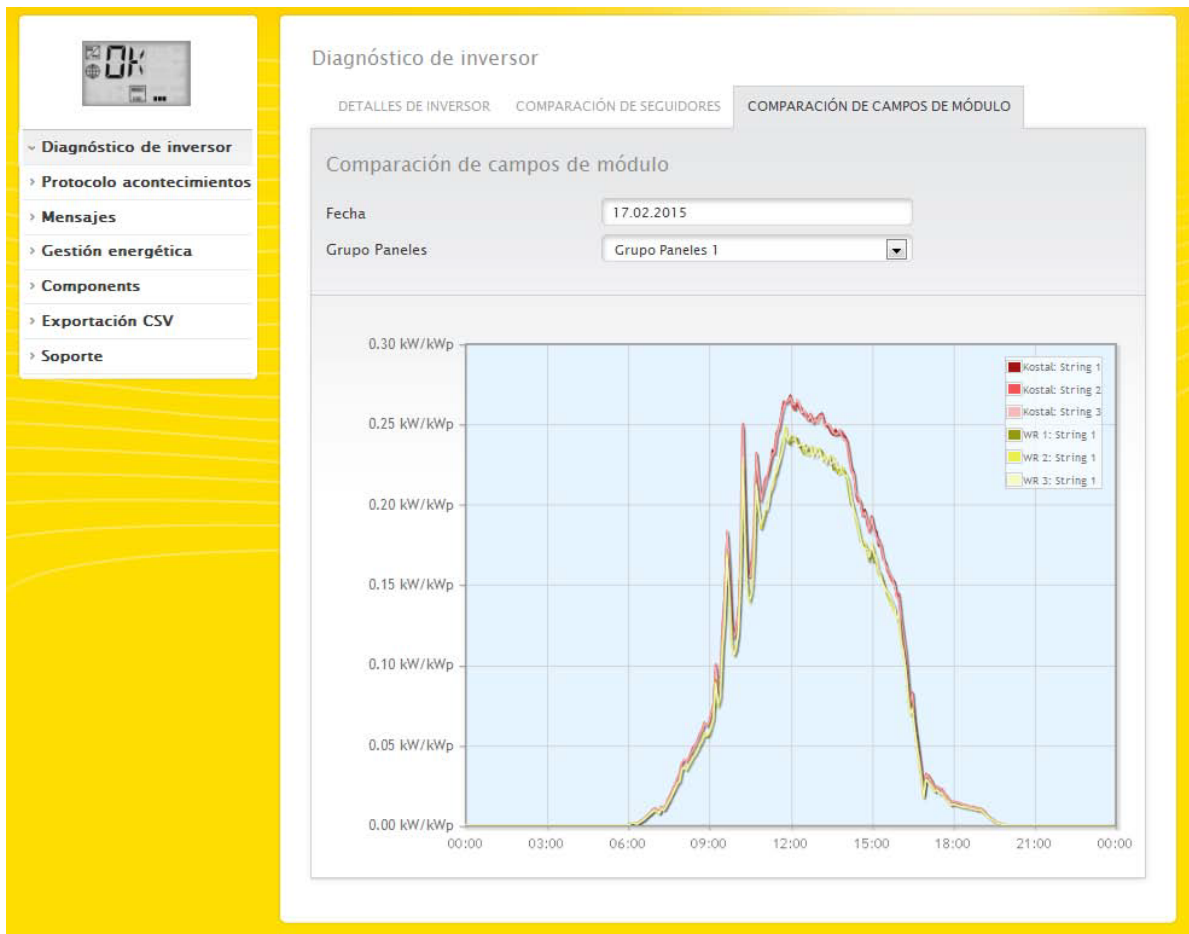 OK
Diagnóstico de inversor
Protocolo acontecimientos
Mensajes
Gestión energética
Components
Exportación CSV
Soporte
Diagnóstico de inversor
DETALLES DE INVERSOR COMPARACIÓN DE SEGUIDORES COMPARACIÓN DE CAMPOS DE MÓDULO
Comparación de campos de módulo
Fecha 17.02.2015
Grupo Paneles Grupo Paneles 1
0.30 kW/kWp
0.25 kW/kWp
0.20 kW/kWp
0.15 kW/kWp
0.10 kW/kWp
0.05 kW/kWp
0.00 kW/kWp
Kostal: String 1
Kostal: String 2
Kostal: String 3
WR 1: String 1
WR 2: String 1
WR 3: String 1
00:00 03:00 06:00 09:00 12:00 15:00 18:00 21:00 00:00